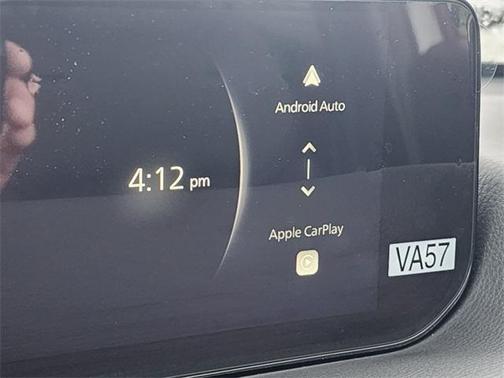 Android Auto
4:12 pm
Apple CarPlay
VA57